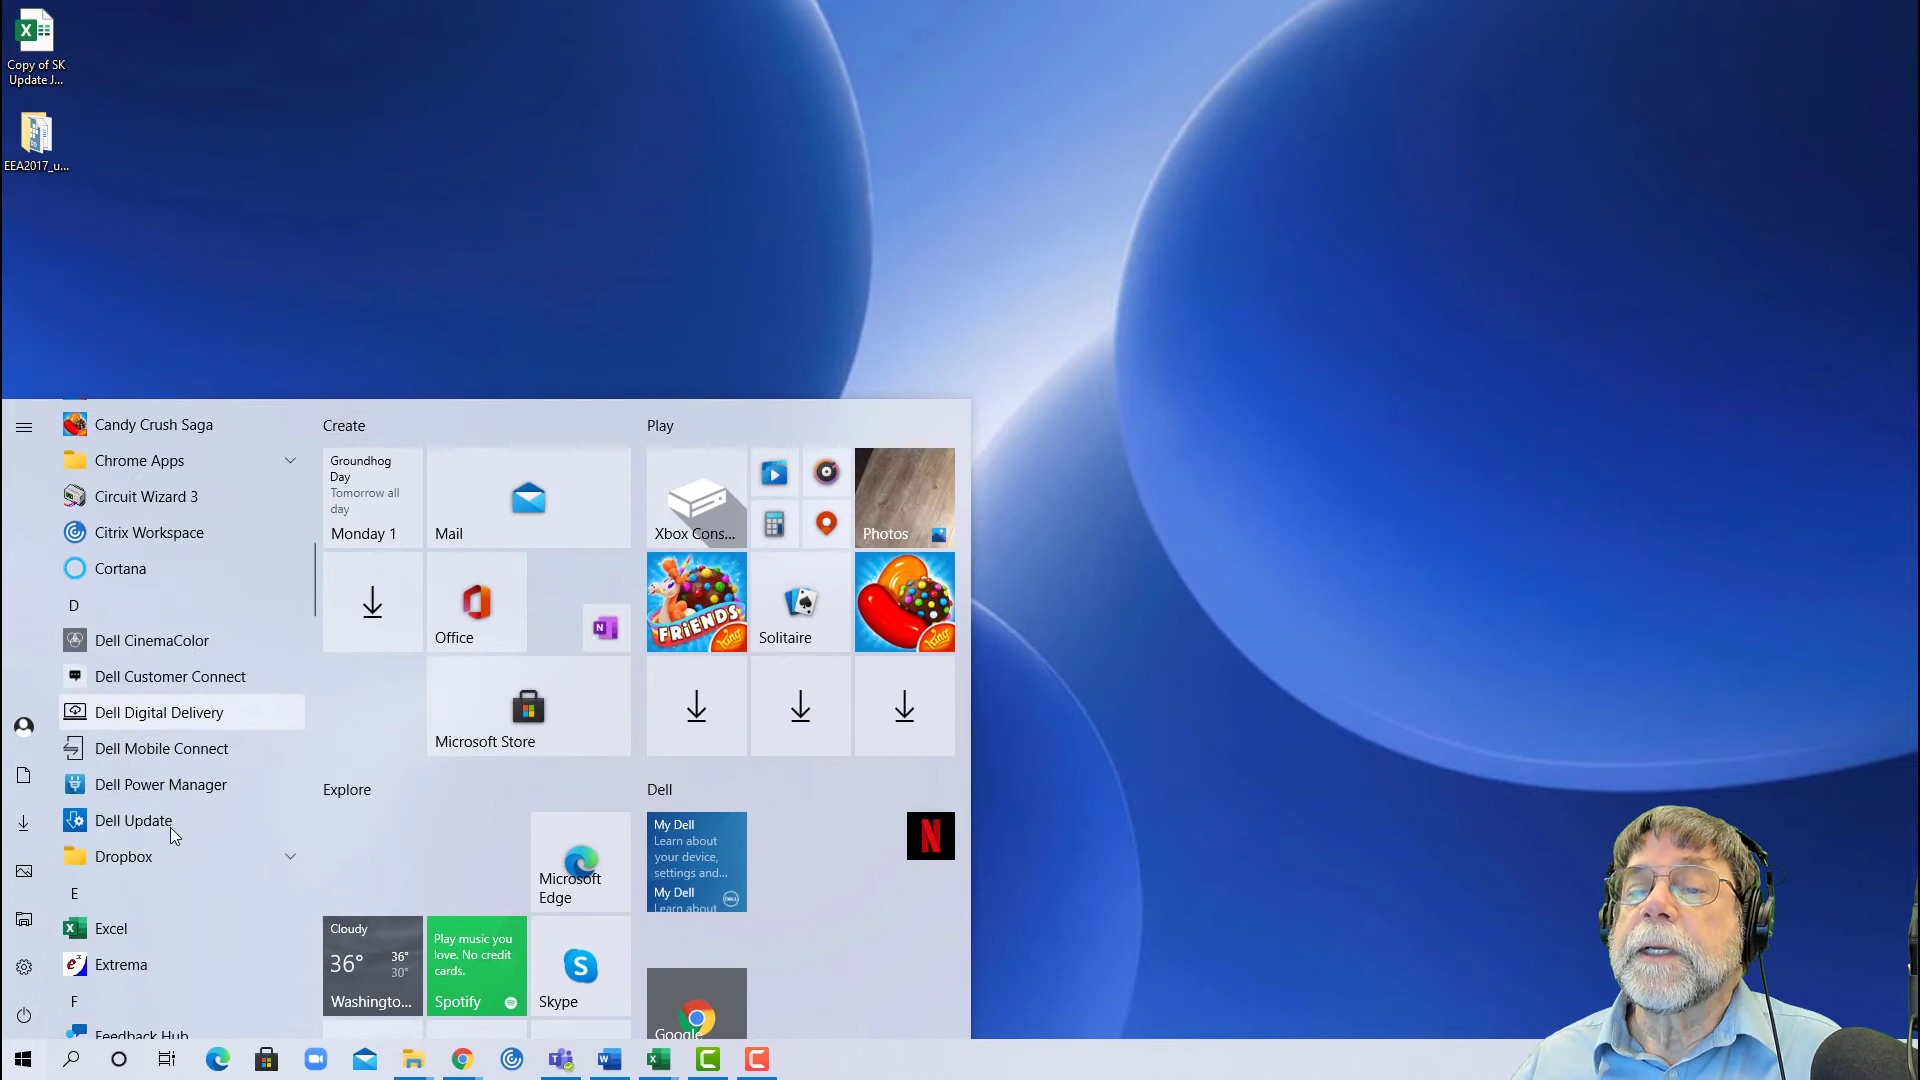 Copy of SK
Update J...
EEA2017_u...
Candy Crush Saga
Chrome Apps
Circuit Wizard 3
Citrix Workspace
Cortana
D
Dell CinemaColor
Dell Customer Connect
Dell Digital Delivery
Dell Mobile Connect
Dell Power Manager
Dell Update
Dropbox
E
Excel
Extrema
F
Feedback Hub
Create
Groundhog
Day
Tomorrow all
day
Monday 1
Mail
Office
Microsoft Store
Play
Xbox Cons...
Photos
FRIENDS
King
Solitaire
King
Explore
Microsoft
Edge
Cloudy
36°
36°
30°
Washingto...
Play music you
love. No credit
cards.
Spotify
Skype
Dell
My Dell
Learn about
your device,
settings and...
My Dell
Learn about
N
Google